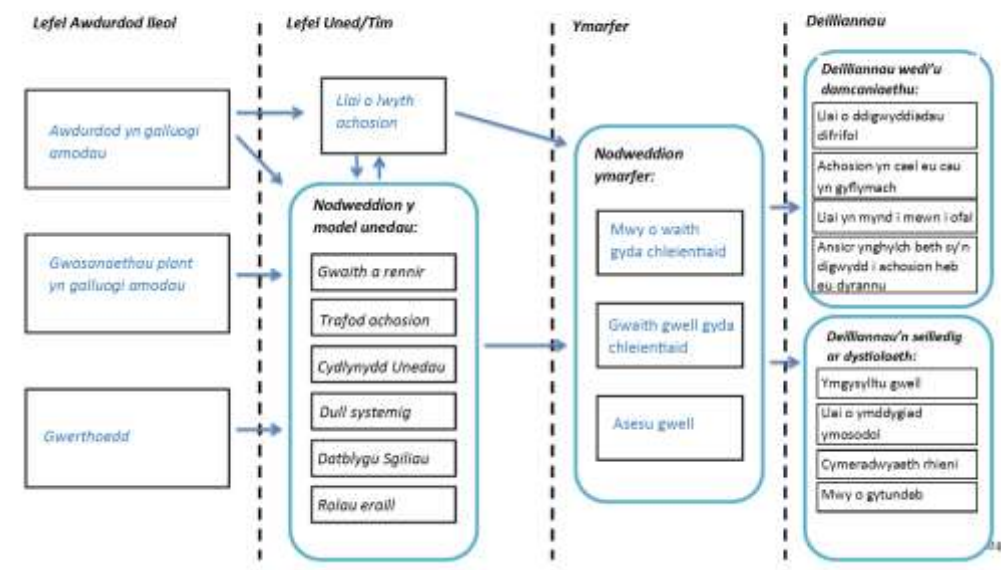 Lefel Awdurdod lleol
Lefel Uned/Tîm
Ymarfer
Deilliannau
Awdurdod yn galluogi
amodau
Gwasanaethau plant
yn galluogi amodau
Gwerthoedd
Llai o lwyth
achosion
Nodweddion y
model unedau:
Gwaith a rennir
Trafod achosion
Cydlynydd Unedau
Dull systemig
Datblygu Sgiliau
Rolau eraill
Nodweddion
ymarfer:
Mwy o waith
gyda chleientiaid
Gwaith gwell gyda
chleientiaid
Asesu gwell
Deilliannau wedi'u
damcaniaethu:
Llai o ddigwyddiadau
difrifol
Achosion yn cael eu cau
yn gyflymach
Llai yn mynd i mewn i ofal
Ansicr ynghylch beth sy'n
digwydd i achosion heb
eu dyrannu
Deilliannau'n seiliedig
ar dystiolaeth:
Ymgysylltu gwell
Llai o ymddygiad
ymosodol
Cymeradwyaeth rhieni
Mwy o gytundeb